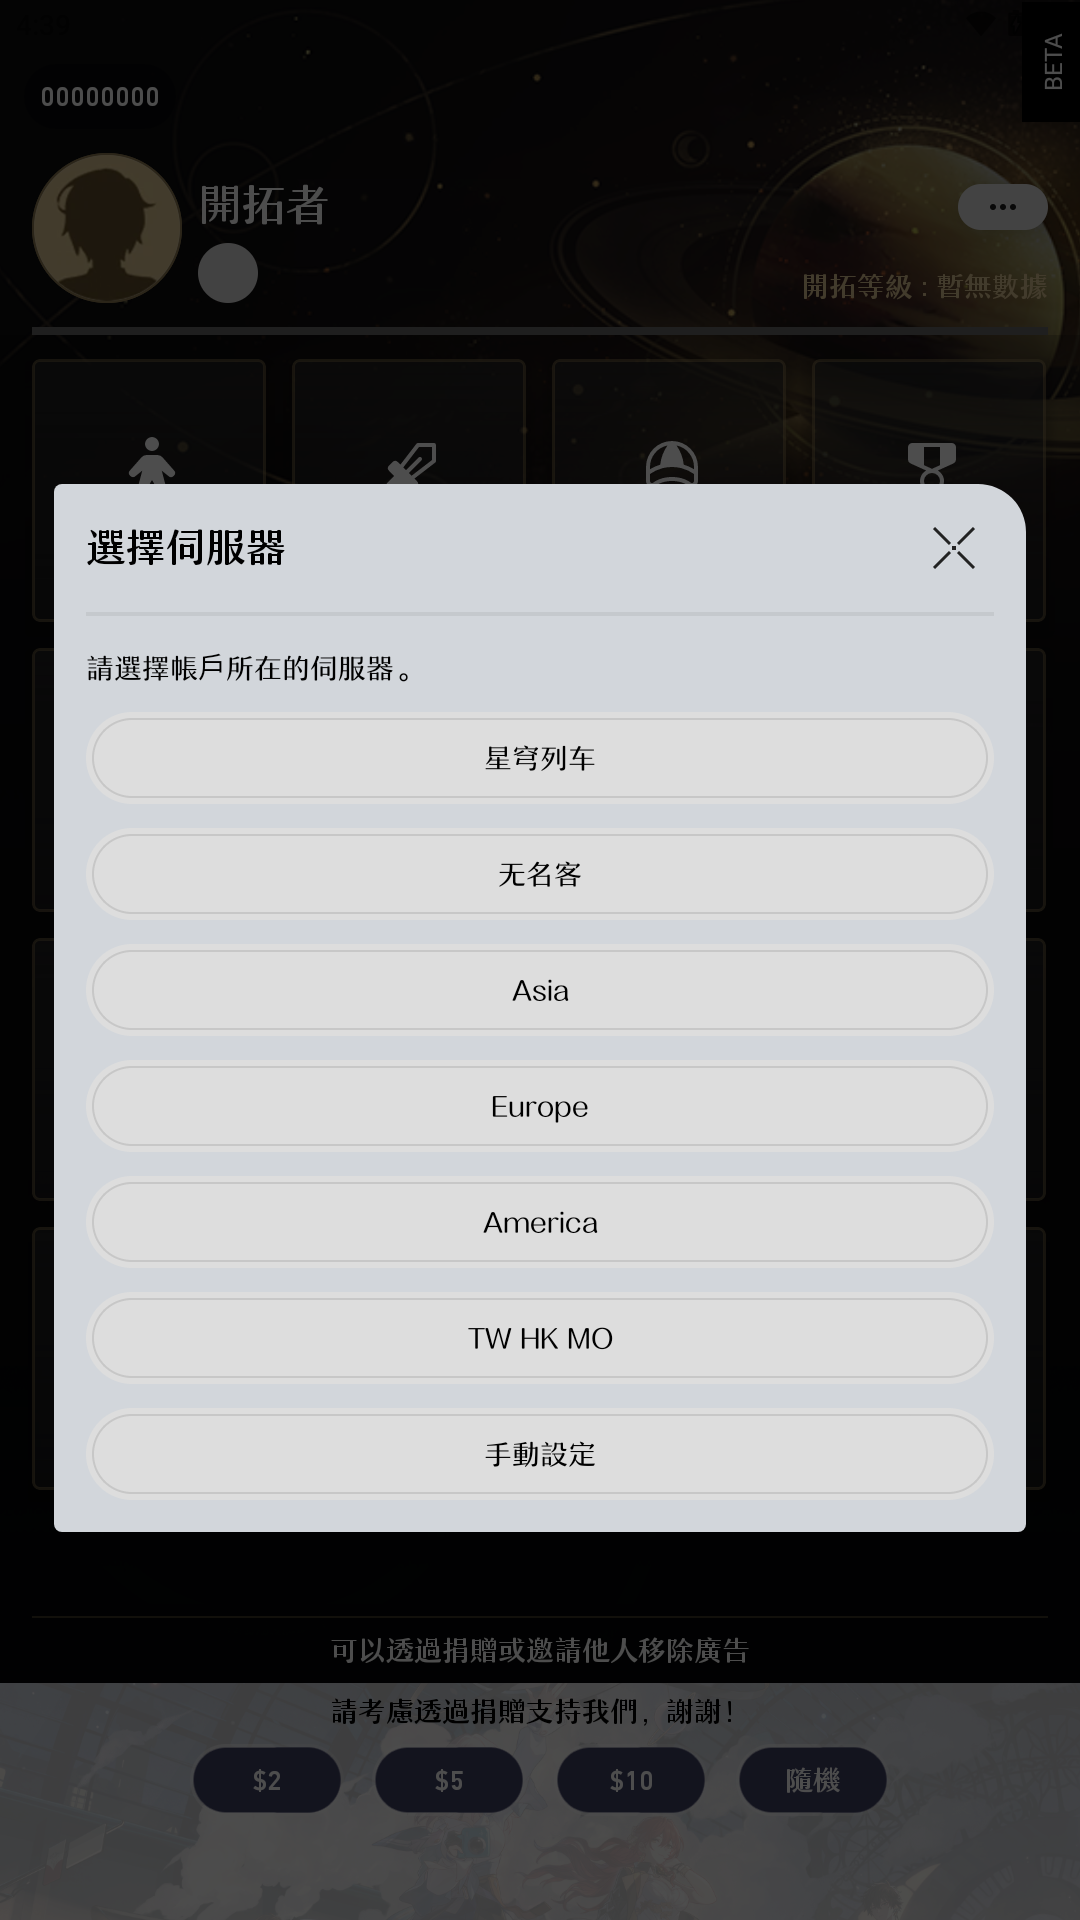 BETA
00000000
開拓者
開拓等級 : 暫無數據
選擇伺服器
請選擇帳戶所在的伺服器。
星穹列车
无名客
Asia
Europe
America
TW HK MO
手動設定
可以透過捐贈或邀請他人移除廣告
請考慮透過捐贈支持我們，謝謝！
$2
$5
$10
隨機